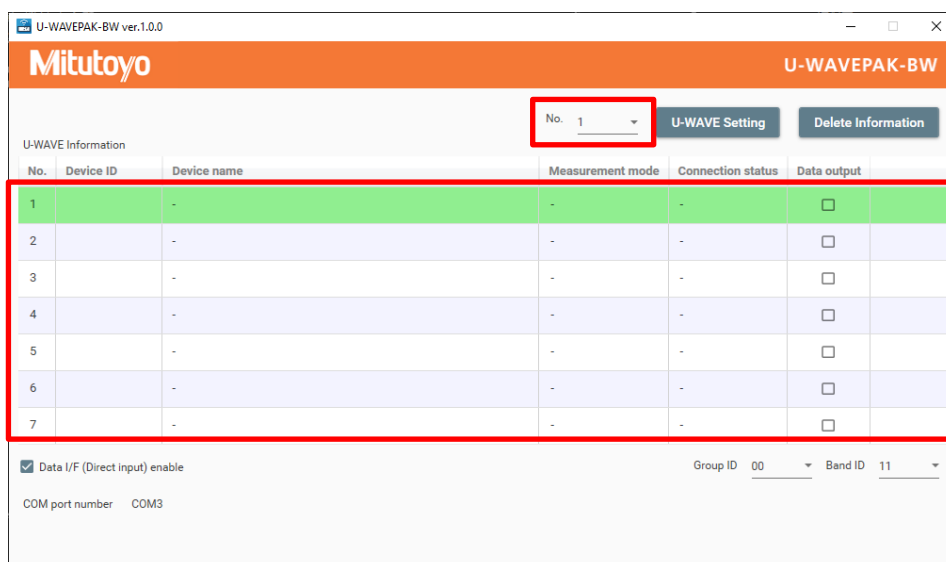 U-WAVEPAK-BW ver.1.0.0
Mitutoyo
U-WAVEPAK-BW
No. 1
U-WAVE Setting
Delete Information
U-WAVE Information
No. Device ID Device name Measurement mode Connection status Data output
1 - - -
2 - - -
3 - - -
4 - - -
5 - - -
6 - - -
7 - - -
Data I/F (Direct input) enable
Group ID 00 Band ID 11
COM port number COM3